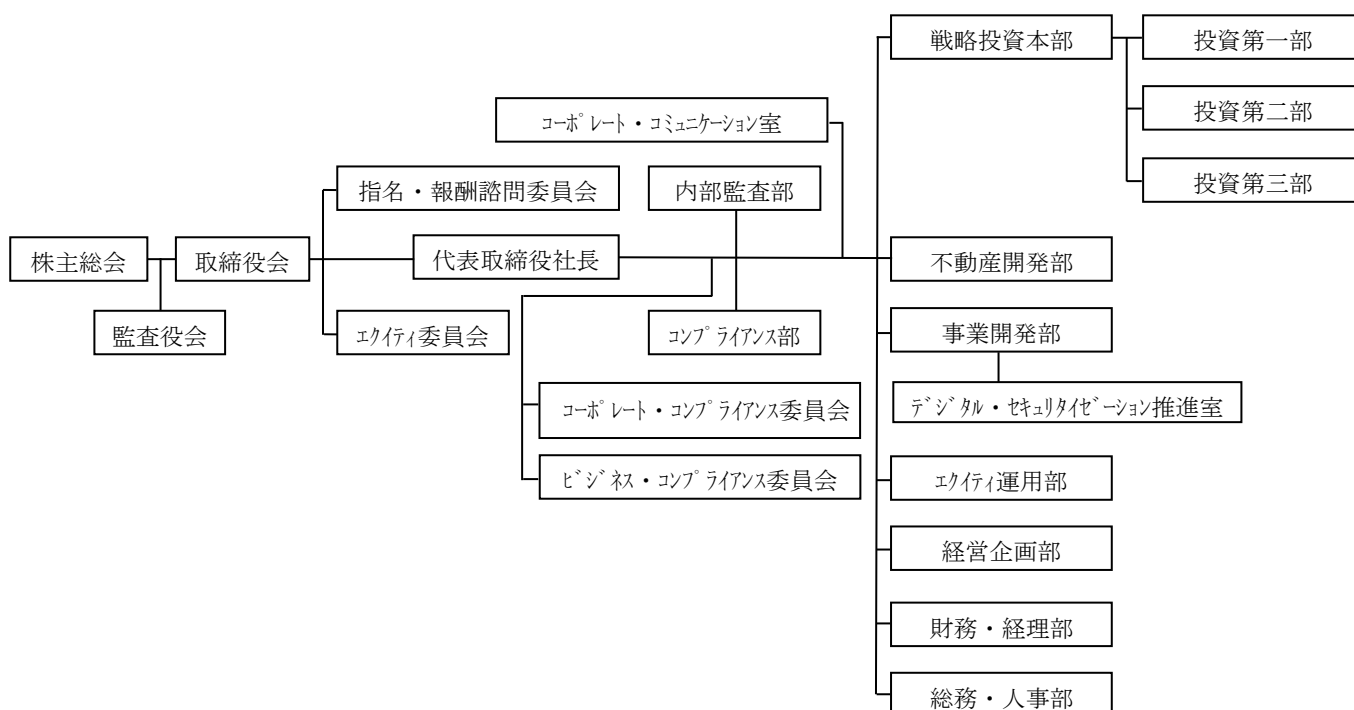 戦略投資本部
投資第一部
コーポレート・コミュニケーション室
投資第二部
指名・報酬諮問委員会
内部監査部
投資第三部
株主総会
取締役会
代表取締役社長
不動産開発部
監査役会
エクイティ委員会
コンプライアンス部
事業開発部
コーポレート・コンプライアンス委員会
デジタル・セキュリタイゼーション推進室
ビジネス・コンプライアンス委員会
エクイティ運用部
経営企画部
財務・経理部
総務・人事部